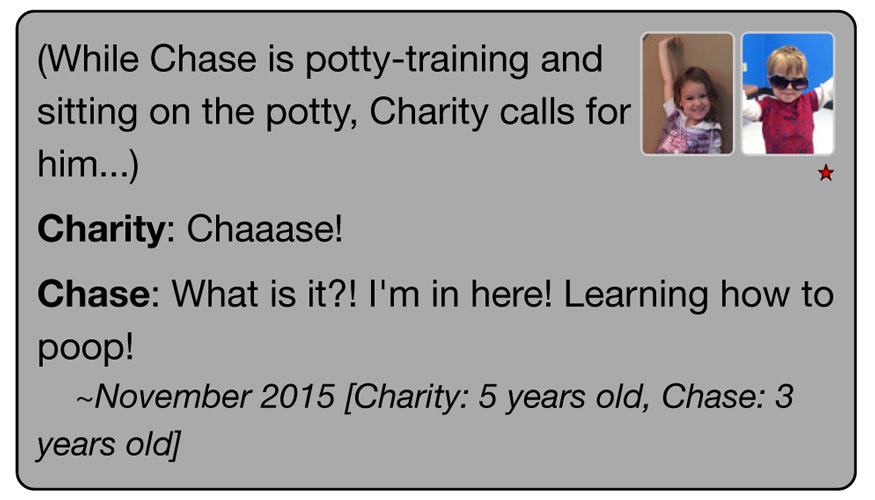 (While Chase is potty-training and
sitting on the potty, Charity calls for
him...)
Charity: Chaaase!
Chase: What is it?! I'm in here! Learning how to
poop!
~November 2015 [Charity: 5 years old, Chase: 3
years old]